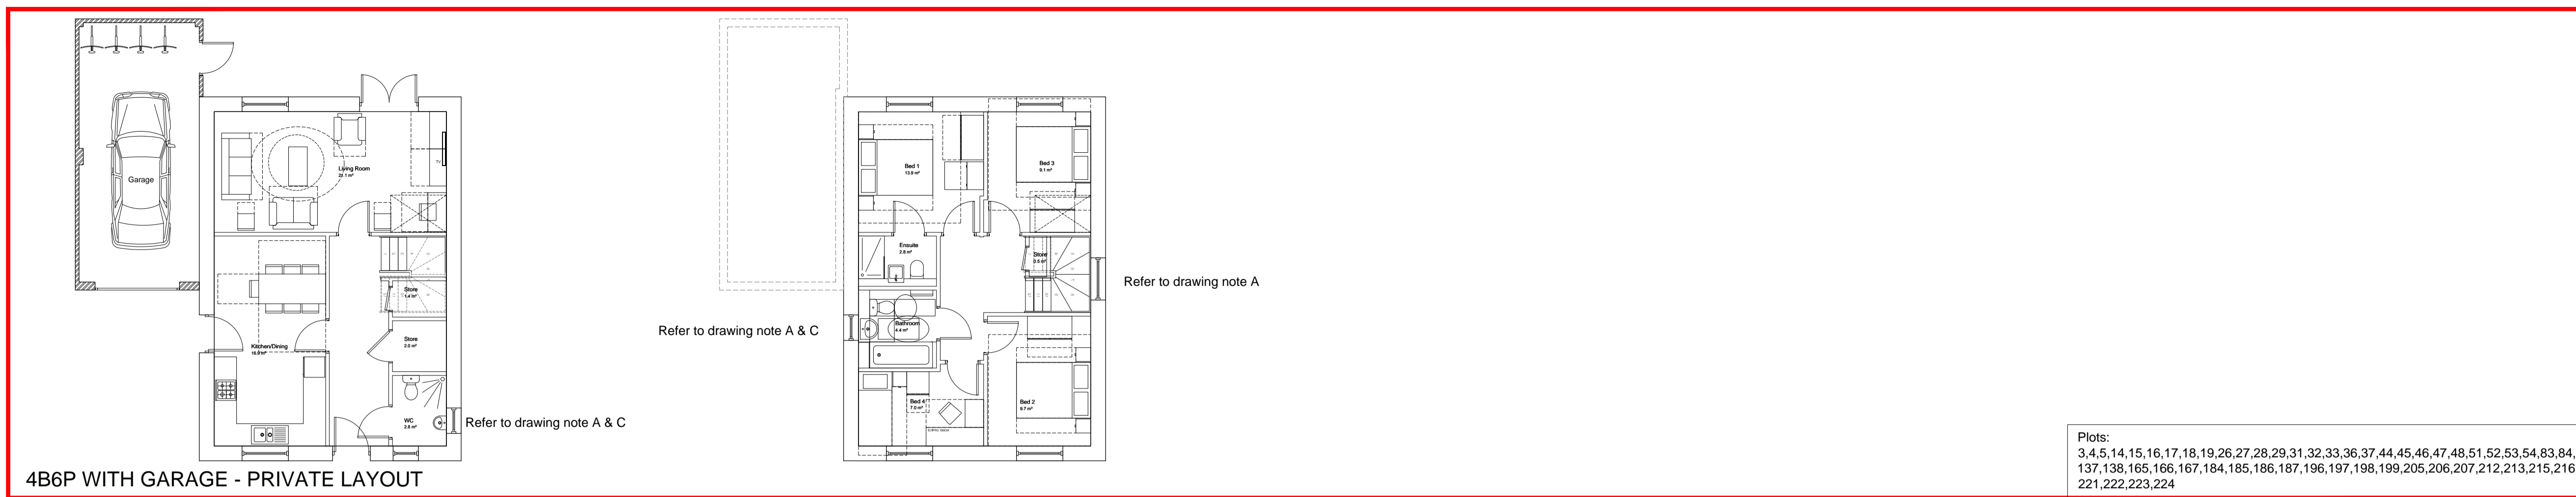 Garage
Living Room
TV
Store
1.4 m²
Store
2.0 m²
Kitchen/Dining
WC
2.8 m²
Refer to drawing note A & C
4B6P WITH GARAGE - PRIVATE LAYOUT
Refer to drawing note A & C
Bed 1
13.9 m²
Bed 3
9.1 m²
Ensuite
2.8 m²
Store
0.5 m²
Refer to drawing note A
Bathroom
4.4 m²
Bed 4
7.0 m²
Bed 2
9.7 m²
Plots:
3,4,5,14,15,16,17,18,19,26,27,28,29,31,32,33,36,37,44,45,46,47,48,51,52,53,54,83,84,
137,138,165,166,167,184,185,186,187,196,197,198,199,205,206,207,212,213,215,216
221,222,223,224